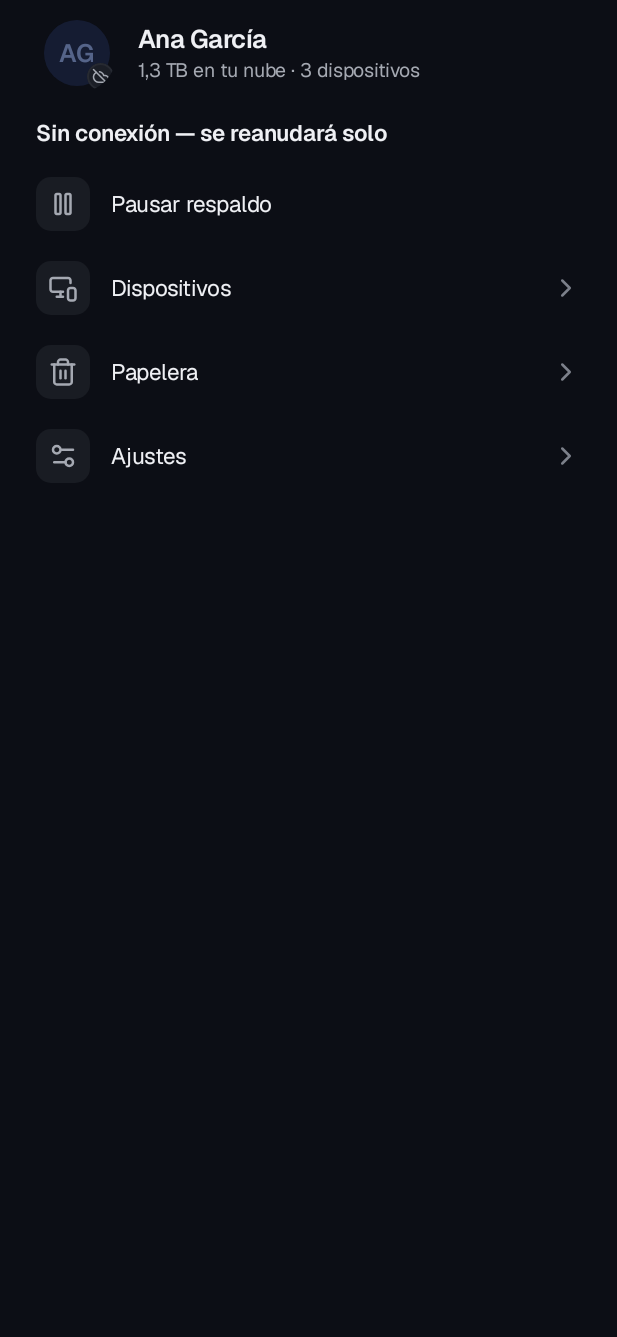 AG
Ana García
1,3 TB en tu nube · 3 dispositivos
Sin conexión — se reanudará solo
Pausar respaldo
Dispositivos
Papelera
Ajustes